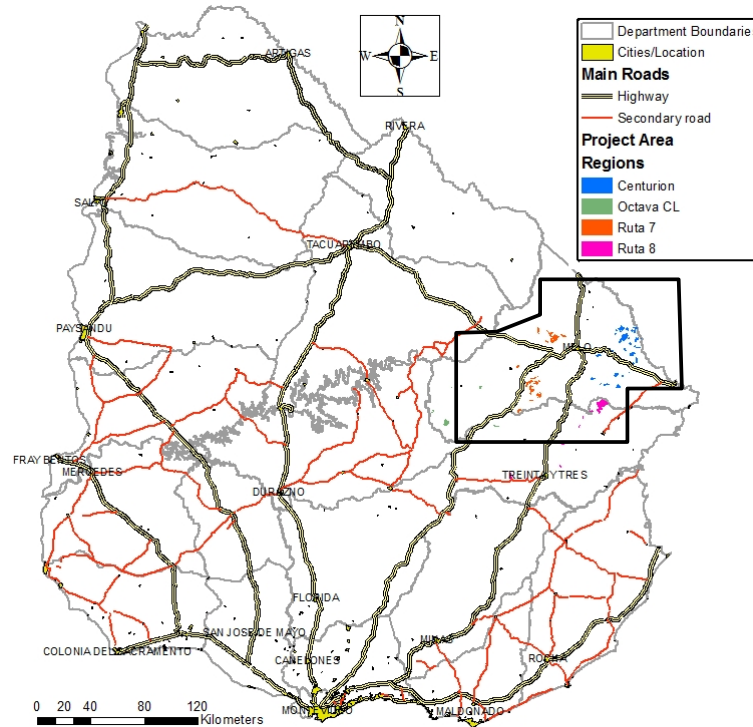 N
W E
S
Department Boundaries
Cities/Location
Main Roads
Highway
Secondary road
Project Area
Regions
Centurion
Octava CL
Ruta 7
Ruta 8
ARTIGAS
RIVERA
SALTO
TACUAREMBO
PAYSANDU
MELO
FRAY BENTOS
MERCEDES
TREINTA Y TRES
DURAZNO
FLORIDA
SAN JOSE DE MAYO
MINAS
COLONIA DEL SACRAMENTO
CANELONES
ROCHA
MONTEVIDEO
MALDONADO
0 20 40 80 120
Kilometers